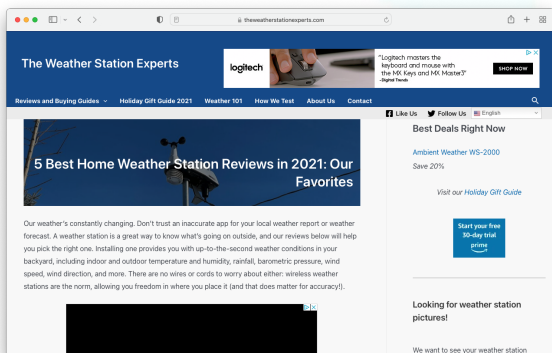 theweatherstationexperts.com
The Weather Station Experts
logitech
"Logitech masters the
keyboard and mouse with
the MX Keys and MX Master3"
-Digital Trends
SHOP NOW
Reviews and Buying Guides
Holiday Gift Guide 2021
Weather 101
How We Test
About Us
Contact
Like Us
Follow Us
English
5 Best Home Weather Station Reviews in 2021: Our
Favorites
Our weather's constantly changing. Don't trust an inaccurate app for your local weather report or weather
forecast. A weather station is a great way to know what's going on outside, and our reviews below will help
you pick the right one. Installing one provides you with up-to-the-second weather conditions in your
backyard, including indoor and outdoor temperature and humidity, rainfall, barometric pressure, wind
speed, wind direction, and more. There are no wires or cords to worry about either: wireless weather
stations are the norm, allowing you freedom in where you place it (and that does matter for accuracy!).
Best Deals Right Now
Ambient Weather WS-2000
Save 20%
Visit our Holiday Gift Guide
Start your free
30-day trial
prime
Looking for weather station
pictures!
We want to see your weather station